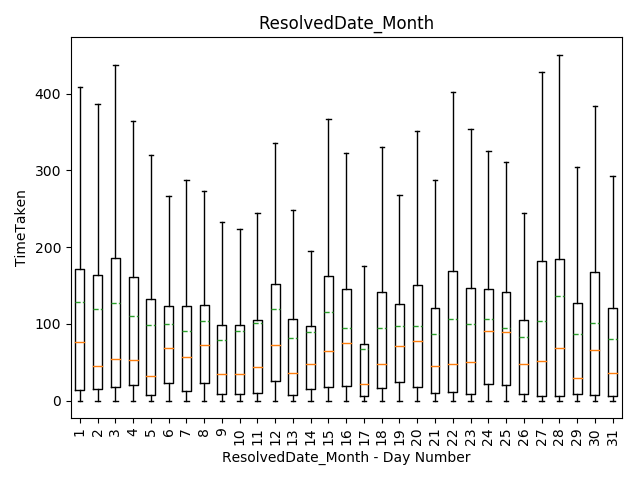 ResolvedDate_Month
TimeTaken
400
300
200
100
0
1 2 3 4 5 6 7 8 9 10 11 12 13 14 15 16 17 18 19 20 21 22 23 24 25 26 27 28 29 30 31
ResolvedDate_Month - Day Number